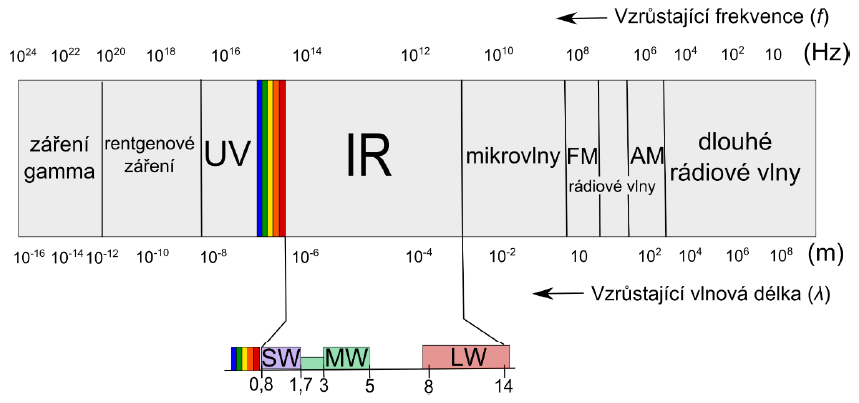 Vzrůstající frekvence (f)
10²⁴ 10²² 10²⁰ 10¹⁸ 10¹⁶ 10¹⁴ 10¹² 10¹⁰ 10⁸ 10⁶ 10⁴ 10² 10 (Hz)
záření gamma
rentgenové záření
UV
IR
mikrovlny
FM
AM
rádiové vlny
dlouhé rádiové vlny
10⁻¹⁶ 10⁻¹⁴ 10⁻¹² 10⁻¹⁰ 10⁻⁸ 10⁻⁶ 10⁻⁴ 10⁻² 10 10² 10⁴ 10⁶ 10⁸ (m)
Vzrůstající vlnová délka (λ)
SW MW LW
0,8 1,7 3 5 8 14